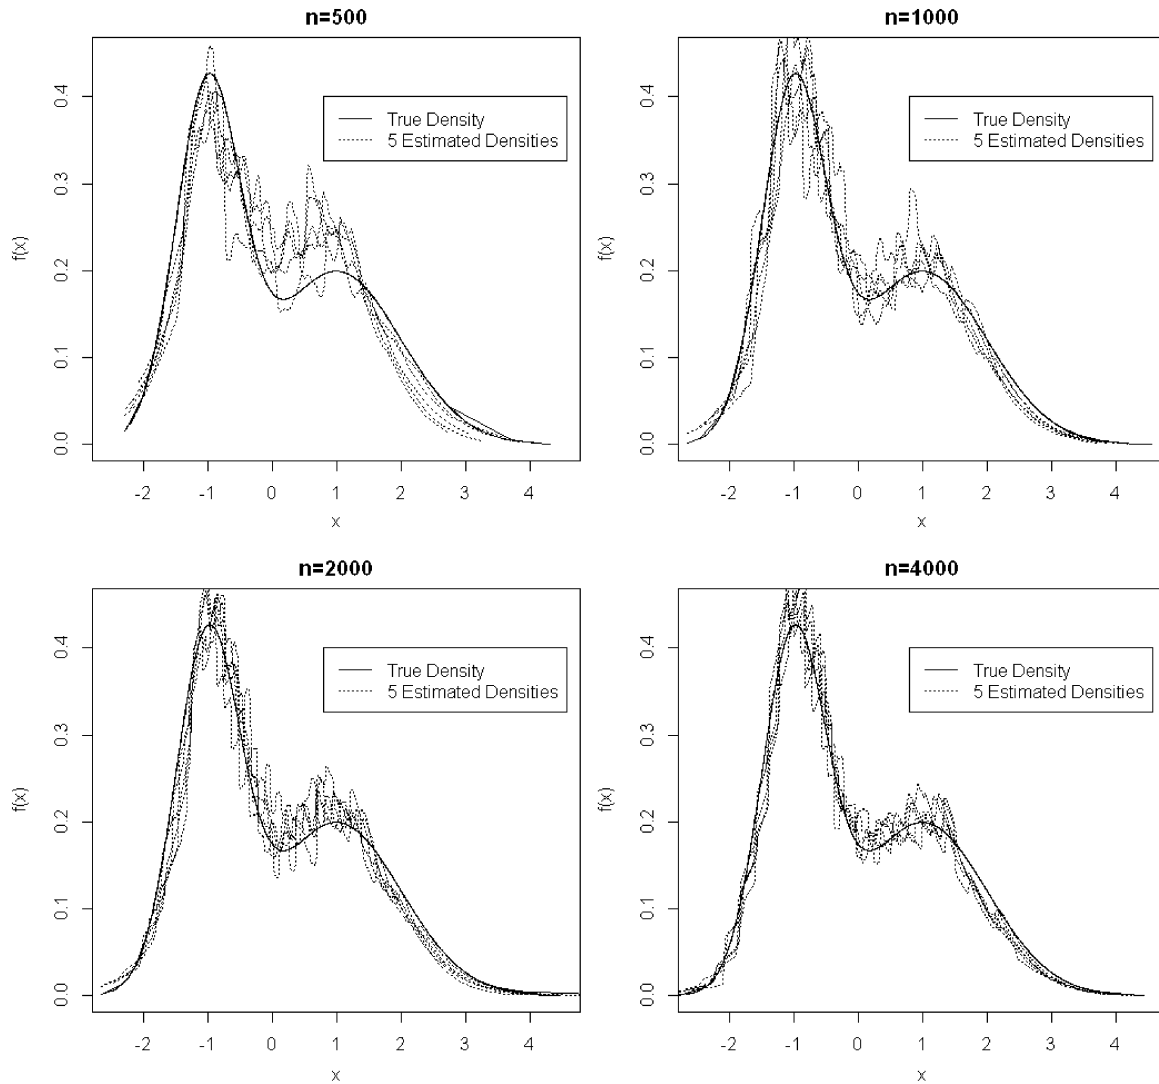 n=500
f(x)
0.4
0.3
0.2
0.1
0.0
True Density
5 Estimated Densities
-2 -1 0 1 2 3 4
x
n=1000
f(x)
0.4
0.3
0.2
0.1
0.0
True Density
5 Estimated Densities
-2 -1 0 1 2 3 4
x
n=2000
f(x)
0.4
0.3
0.2
0.1
0.0
True Density
5 Estimated Densities
-2 -1 0 1 2 3 4
x
n=4000
f(x)
0.4
0.3
0.2
0.1
0.0
True Density
5 Estimated Densities
-2 -1 0 1 2 3 4
x